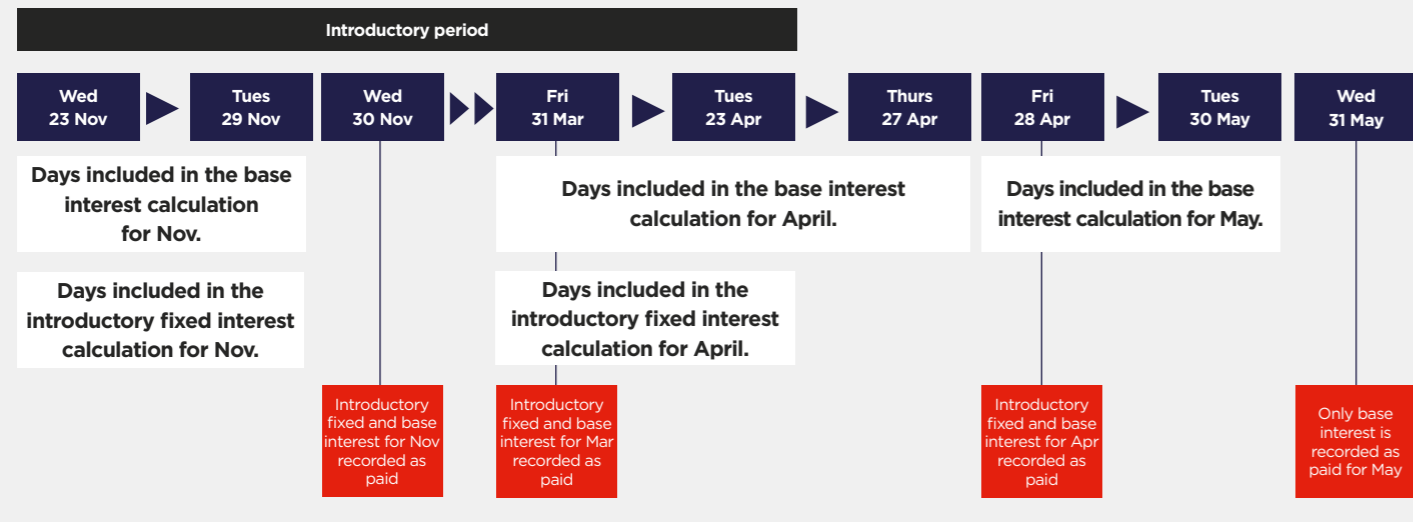 Introductory period
Wed
23 Nov
Tues
29 Nov
Wed
30 Nov
Fri
31 Mar
Tues
23 Apr
Thurs
27 Apr
Fri
28 Apr
Tues
30 May
Wed
31 May
Days included in the base
interest calculation
for Nov.
Days included in the base interest
calculation for April.
Days included in the base
interest calculation for May.
Days included in the
introductory fixed interest
calculation for Nov.
Days included in the
introductory fixed interest
calculation for April.
Introductory
fixed and base
interest for Nov
recorded as
paid
Introductory
fixed and base
interest for Mar
recorded as
paid
Introductory
fixed and base
interest for Apr
recorded as
paid
Only base
interest is
recorded as
paid for May